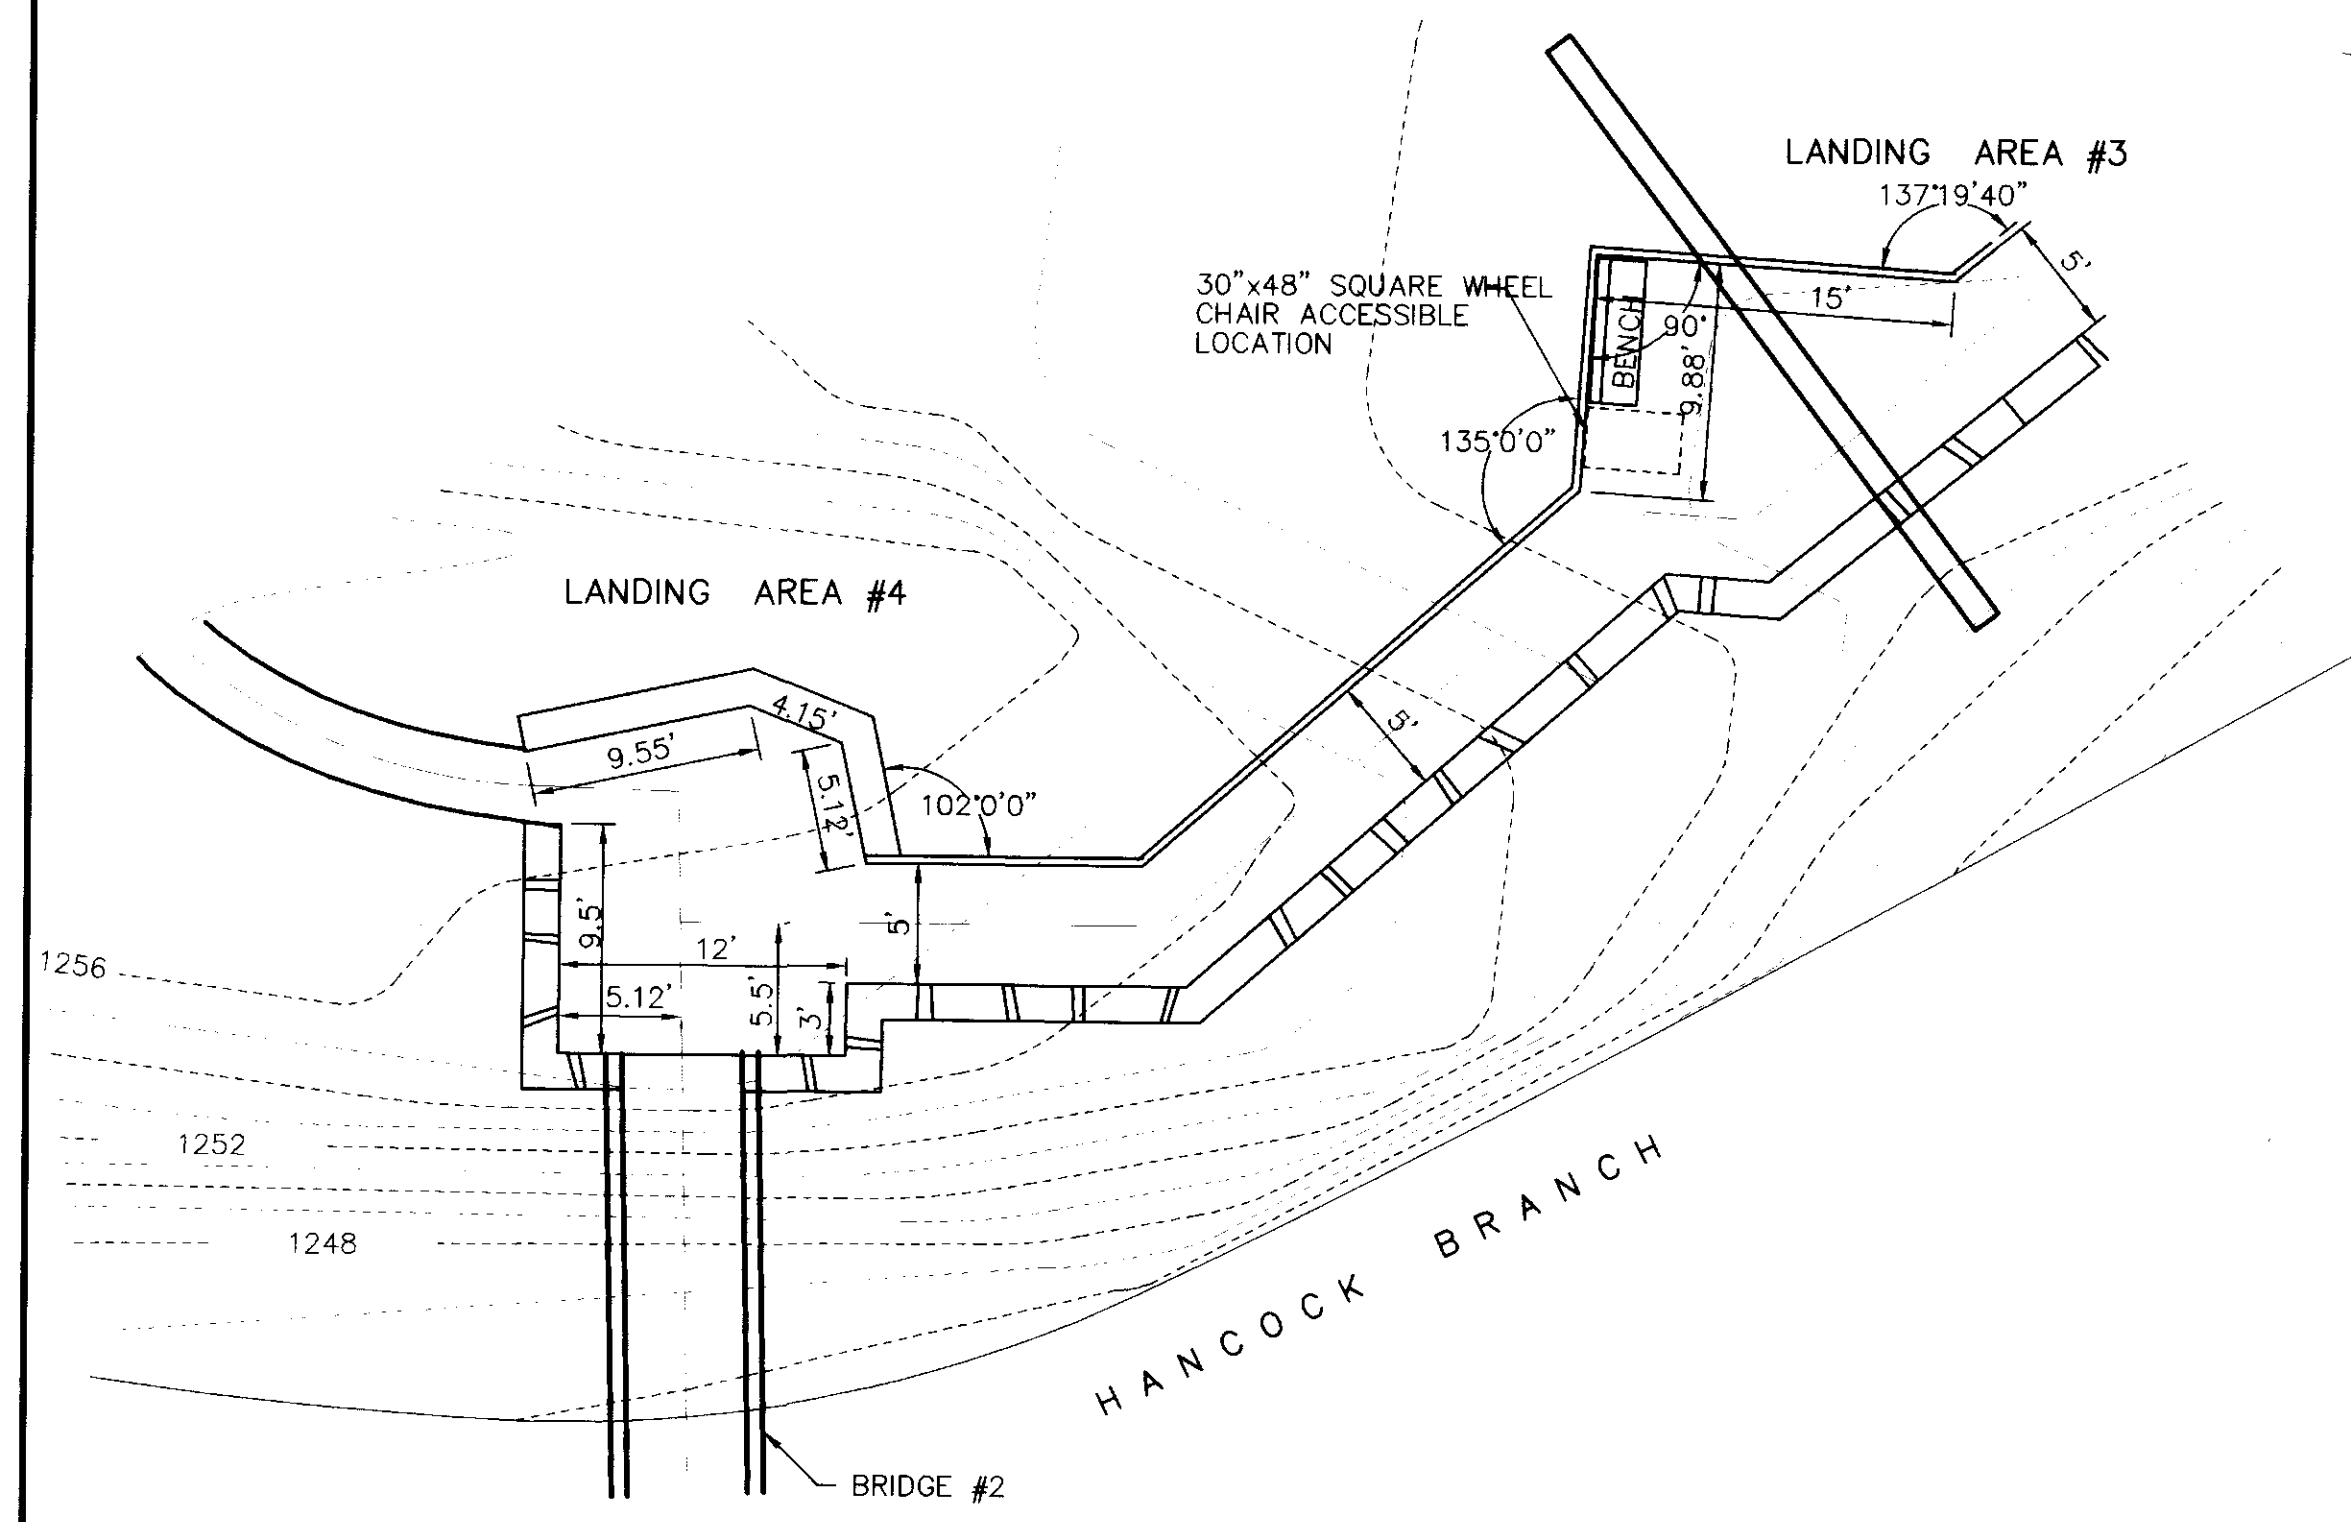 LANDING AREA #3
137°19'40"
5'
30"x48" SQUARE WHEEL
CHAIR ACCESSIBLE
LOCATION
15'
BENCH
90°
9.88'
135°0'0"
LANDING AREA #4
4.15'
9.55'
5.12'
102°0'0"
5'
9.5'
12'
5'
1256
5.12'
5.5'
3'
1252
1248
HANCOCK BRANCH
BRIDGE #2